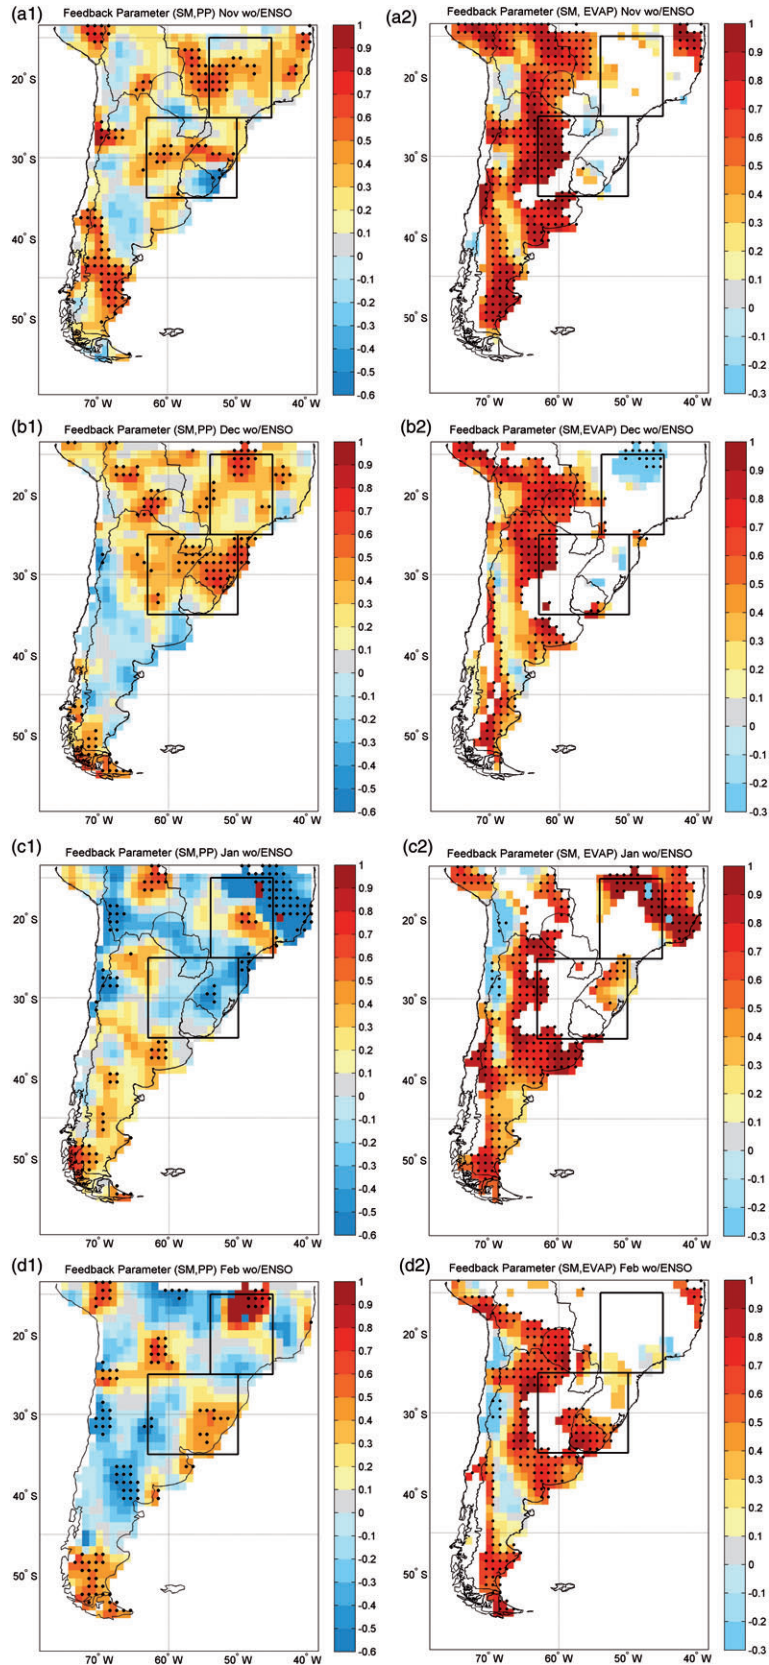 (a1)
Feedback Parameter (SM,PP) Nov wo/ENSO
20° S
30° S
40° S
50° S
70° W
60° W
50° W
40° W
1
0.9
0.8
0.7
0.6
0.5
0.4
0.3
0.2
0.1
0
-0.1
-0.2
-0.3
-0.4
-0.5
-0.6
(a2)
Feedback Parameter (SM, EVAP) Nov wo/ENSO
20° S
30° S
40° S
50° S
70° W
60° W
50° W
40° W
1
0.9
0.8
0.7
0.6
0.5
0.4
0.3
0.2
0.1
0
-0.1
-0.2
-0.3
(b1)
Feedback Parameter (SM,PP) Dec wo/ENSO
20° S
30° S
40° S
50° S
70° W
60° W
50° W
40° W
1
0.9
0.8
0.7
0.6
0.5
0.4
0.3
0.2
0.1
0
-0.1
-0.2
-0.3
-0.4
-0.5
-0.6
(b2)
Feedback Parameter (SM,EVAP) Dec wo/ENSO
20° S
30° S
40° S
50° S
70° W
60° W
50° W
40° W
1
0.9
0.8
0.7
0.6
0.5
0.4
0.3
0.2
0.1
0
-0.1
-0.2
-0.3
(c1)
Feedback Parameter (SM,PP) Jan wo/ENSO
20° S
30° S
40° S
50° S
70° W
60° W
50° W
40° W
1
0.9
0.8
0.7
0.6
0.5
0.4
0.3
0.2
0.1
0
-0.1
-0.2
-0.3
-0.4
-0.5
-0.6
(c2)
Feedback Parameter (SM, EVAP) Jan wo/ENSO
20° S
30° S
40° S
50° S
70° W
60° W
50° W
40° W
1
0.9
0.8
0.7
0.6
0.5
0.4
0.3
0.2
0.1
0
-0.1
-0.2
-0.3
(d1)
Feedback Parameter (SM,PP) Feb wo/ENSO
20° S
30° S
40° S
50° S
70° W
60° W
50° W
40° W
1
0.9
0.8
0.7
0.6
0.5
0.4
0.3
0.2
0.1
0
-0.1
-0.2
-0.3
-0.4
-0.5
-0.6
(d2)
Feedback Parameter (SM,EVAP) Feb wo/ENSO
20° S
30° S
40° S
50° S
70° W
60° W
50° W
40° W
1
0.9
0.8
0.7
0.6
0.5
0.4
0.3
0.2
0.1
0
-0.1
-0.2
-0.3